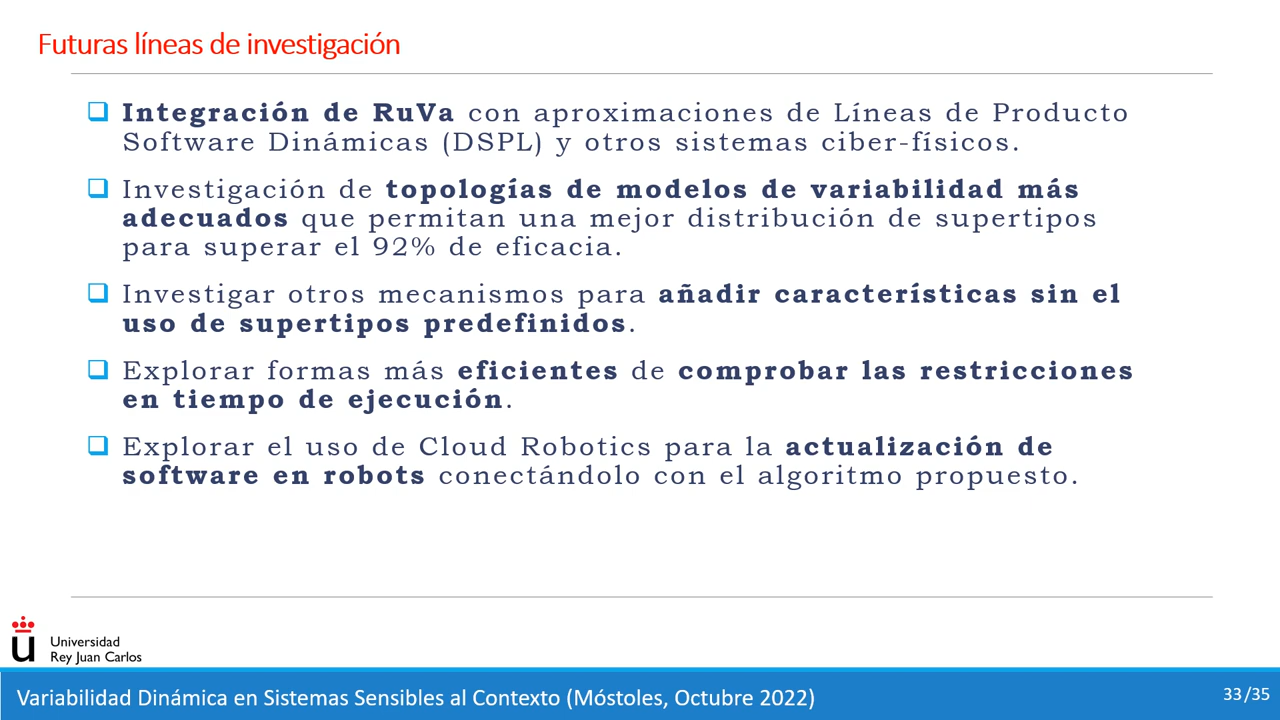 Futuras líneas de investigación
Integración de RuVa con aproximaciones de Líneas de Producto
Software Dinámicas (DSPL) y otros sistemas ciber-físicos.
Investigación de topologías de modelos de variabilidad más
adecuados que permitan una mejor distribución de supertipos
para superar el 92% de eficacia.
Investigar otros mecanismos para añadir características sin el
uso de supertipos predefinidos.
Explorar formas más eficientes de comprobar las restricciones
en tiempo de ejecución.
Explorar el uso de Cloud Robotics para la actualización de
software en robots conectándolo con el algoritmo propuesto.
Universidad
Rey Juan Carlos
Variabilidad Dinámica en Sistemas Sensibles al Contexto (Móstoles, Octubre 2022)
33/35